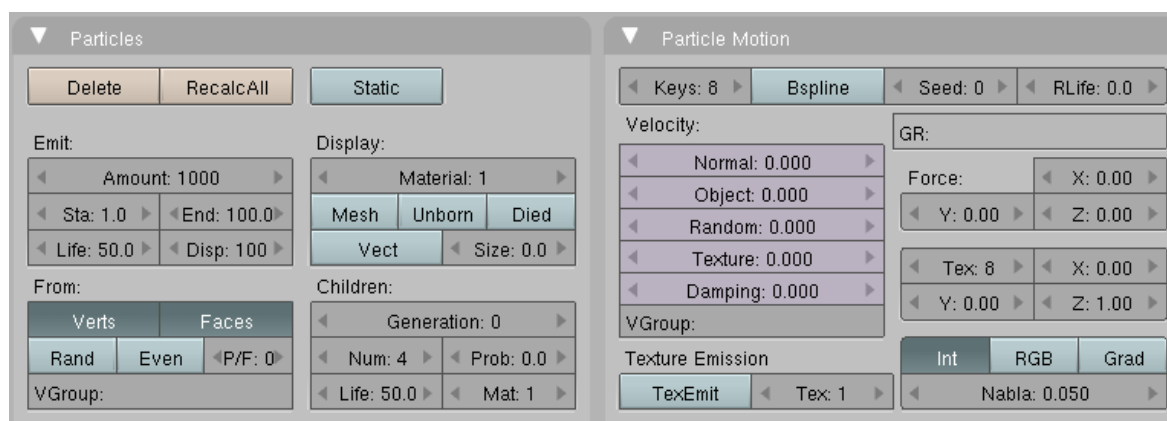 Particles
Delete RecalcAll Static
Emit: Display:
Amount: 1000 Material: 1
Sta: 1.0 End: 100.0 Mesh Unborn Died
Life: 50.0 Disp: 100 Vect Size: 0.0
From: Children:
Verts Faces Generation: 0
Rand Even P/F: 0 Num: 4 Prob: 0.0
VGroup: Life: 50.0 Mat: 1
Particle Motion
Keys: 8 Bspline Seed: 0 RLife: 0.0
Velocity: GR:
Normal: 0.000 Force: X: 0.00
Object: 0.000 Y: 0.00 Z: 0.00
Random: 0.000
Texture: 0.000 Tex: 8 X: 0.00
Damping: 0.000 Y: 0.00 Z: 1.00
VGroup:
Texture Emission Int RGB Grad
TexEmit Tex: 1 Nabla: 0.050